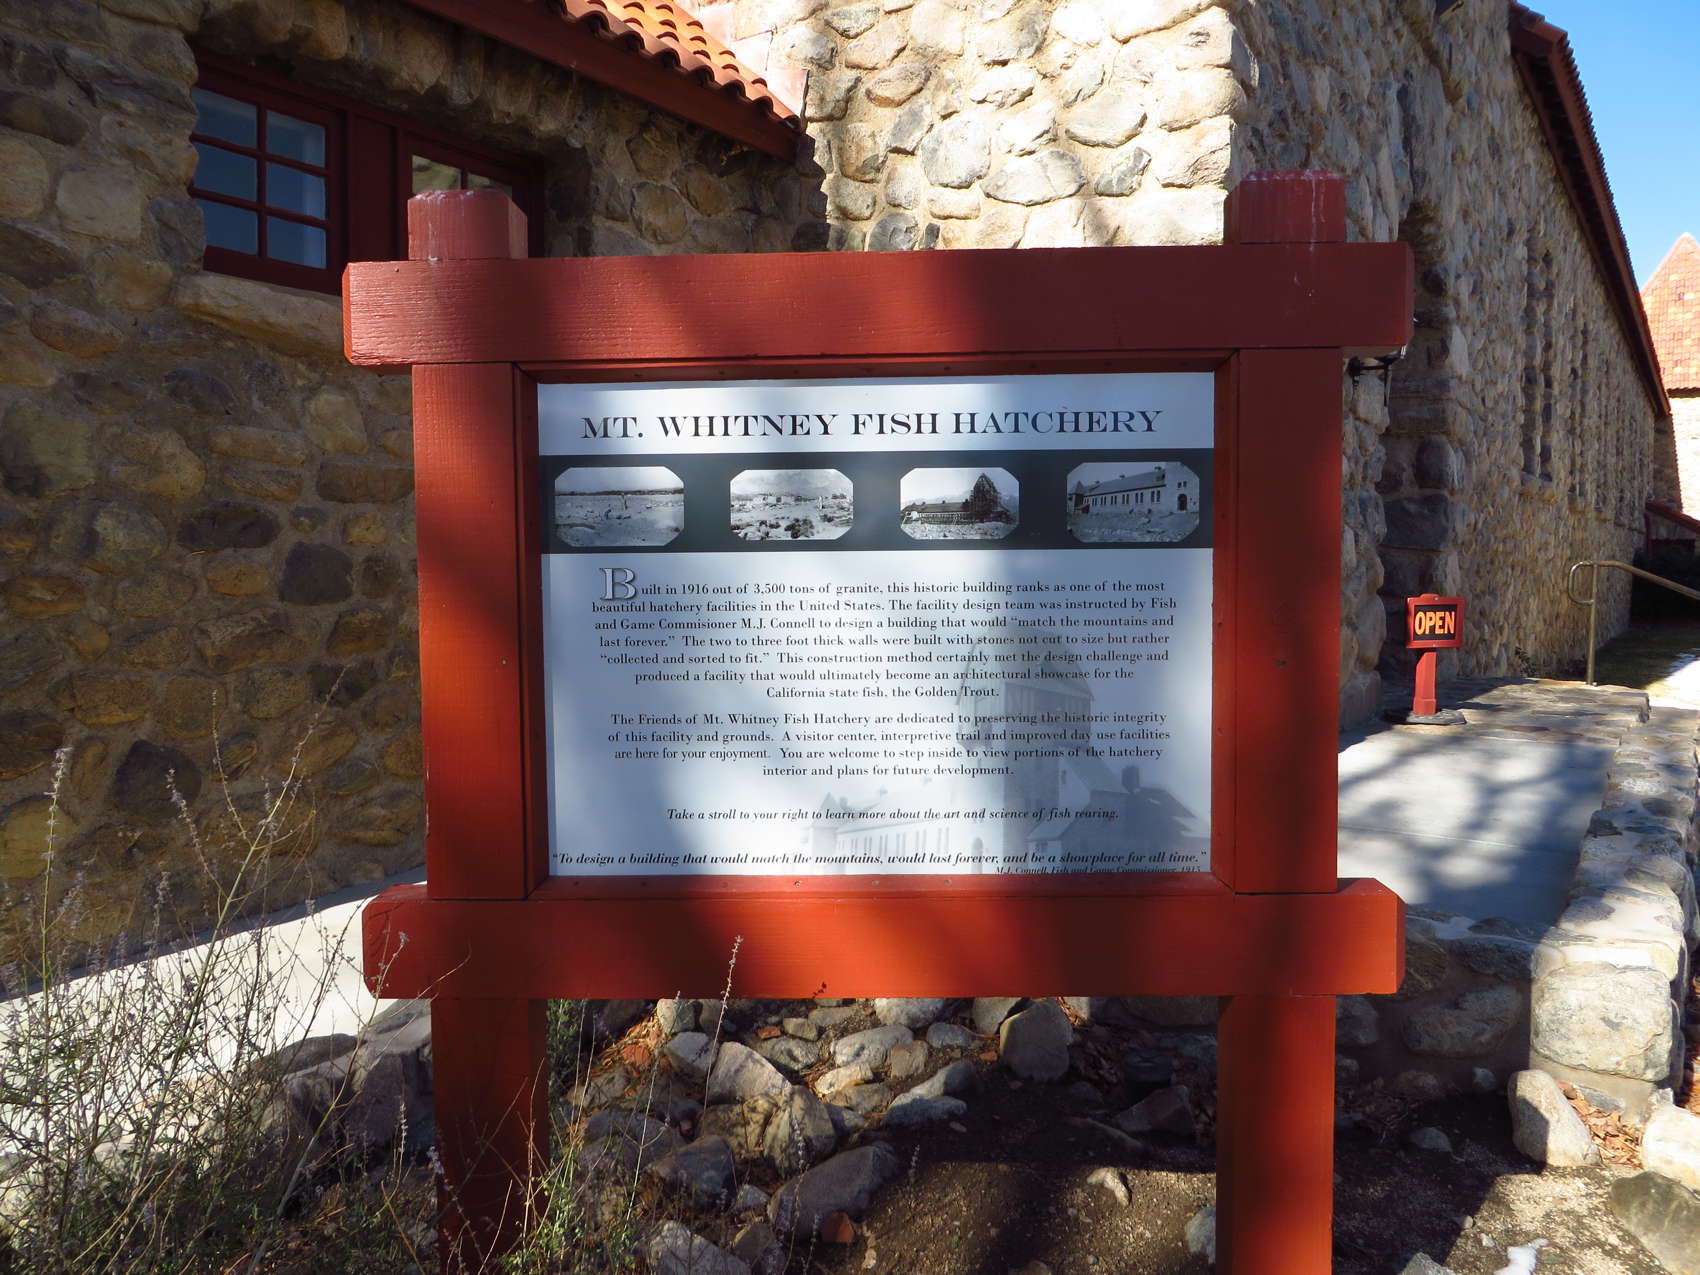 MT. WHITNEY FISH HATCHERY
Built in 1916 out of 3,500 tons of granite, this historic building ranks as one of the most
beautiful hatchery facilities in the United States. The facility design team was instructed by Fish
and Game Commisioner M.J. Connell to design a building that would "match the mountains and
last forever." The two to three foot thick walls were built with stones not cut to size but rather
"collected and sorted to fit." This construction method certainly met the design challenge and
produced a facility that would ultimately become an architectural showcase for the
California state fish, the Golden Trout.
The Friends of Mt. Whitney Fish Hatchery are dedicated to preserving the historic integrity
of this facility and grounds. A visitor center, interpretive trail and improved day use facilities
are here for your enjoyment. You are welcome to step inside to view portions of the hatchery
interior and plans for future development.
Take a stroll to your right to learn more about the art and science of fish rearing.
"To design a building that would match the mountains, would last forever, and be a showplace for all time."
M.J. Connell, Fish and Game Commissioner, 1915
OPEN